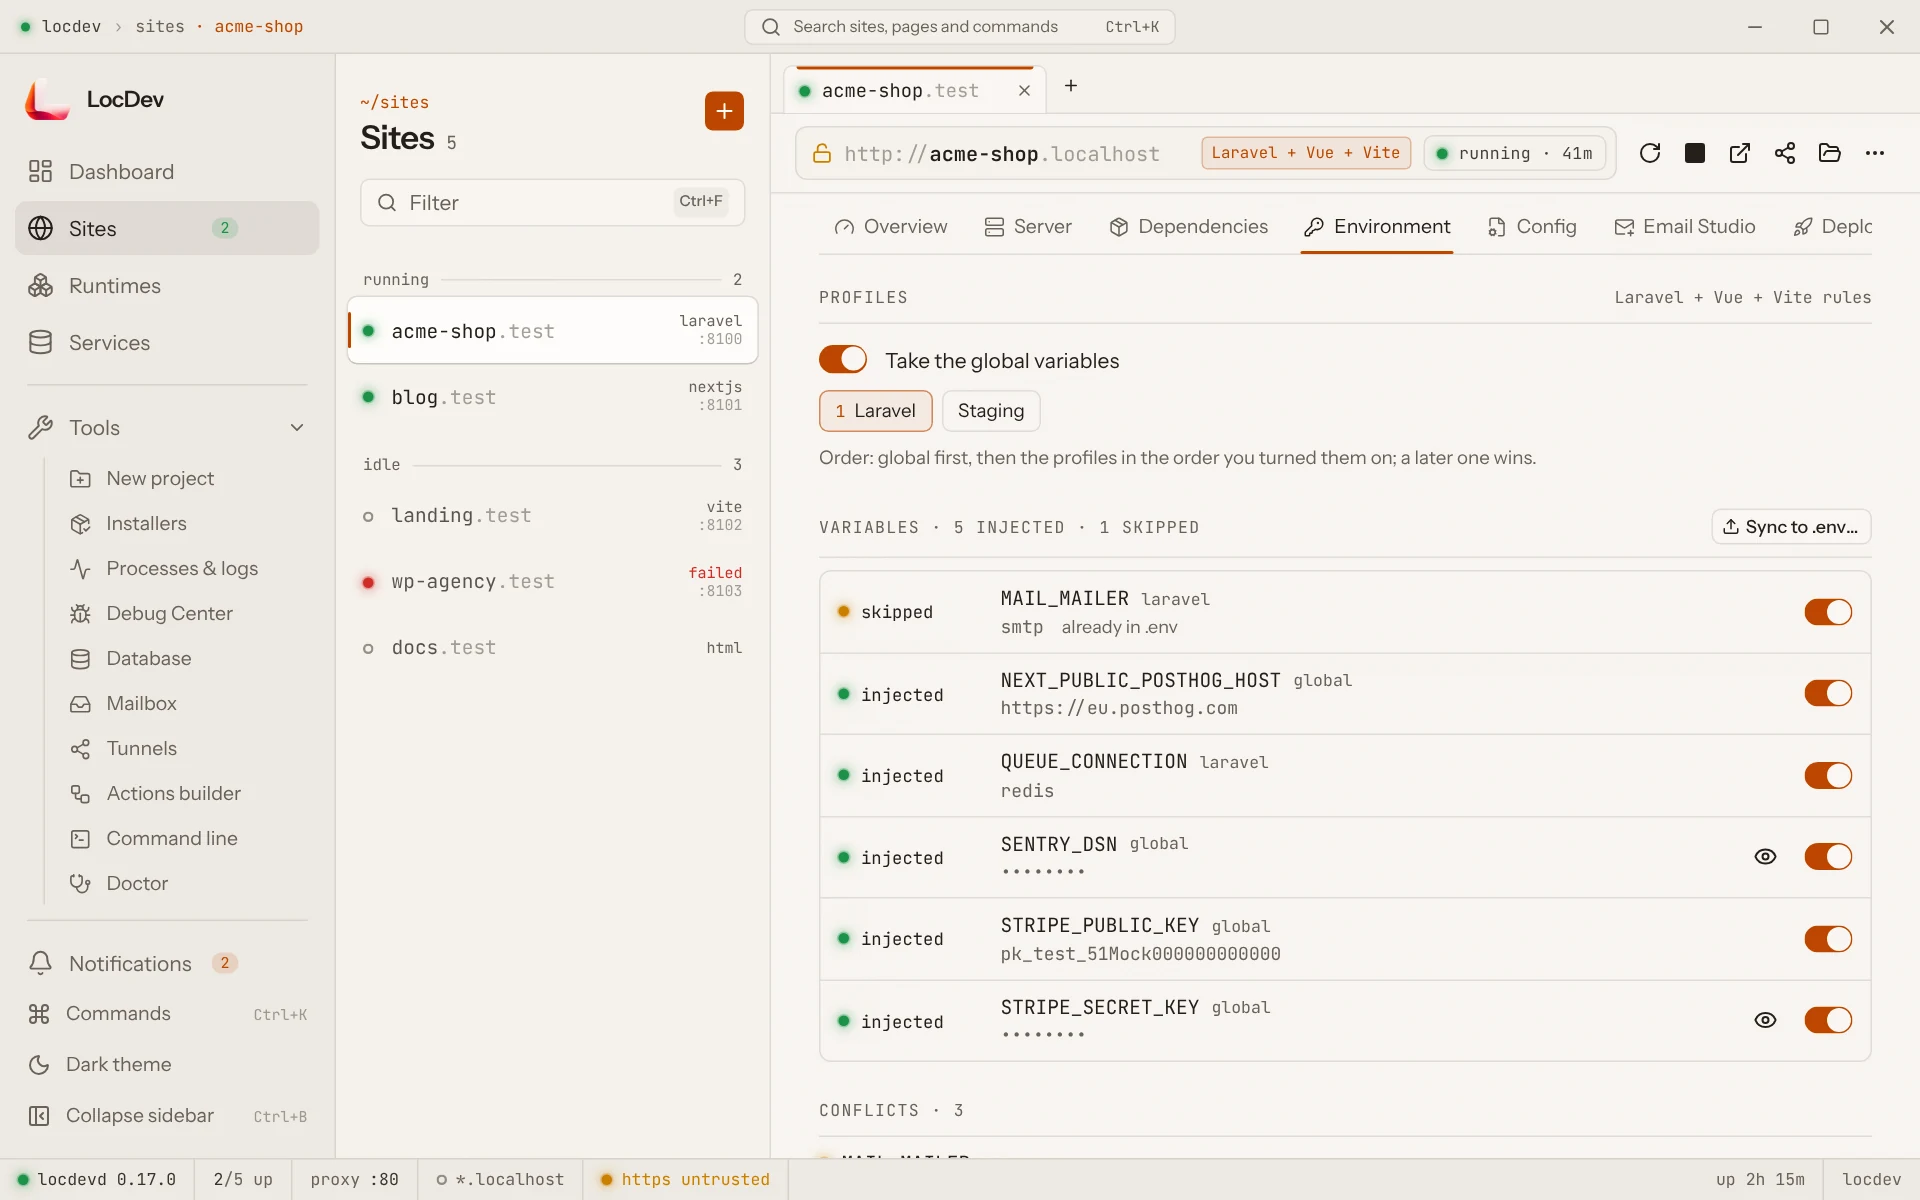 locdev › sites · acme-shop
Search sites, pages and commands Ctrl+K
LocDev
Dashboard
Sites 2
Runtimes
Services
Tools
New project
Installers
Processes & logs
Debug Center
Database
Mailbox
Tunnels
Actions builder
Command line
Doctor
Notifications 2
Commands Ctrl+K
Dark theme
Collapse sidebar Ctrl+B
~/sites
Sites 5
Filter Ctrl+F
running 2
acme-shop.test laravel
:8100
blog.test nextjs
:8101
idle 3
landing.test vite
:8102
wp-agency.test failed
:8103
docs.test html
acme-shop.test
http://acme-shop.localhost Laravel + Vue + Vite running · 41m
Overview Server Dependencies Environment Config Email Studio Deplo
PROFILES Laravel + Vue + Vite rules
Take the global variables
1 Laravel Staging
Order: global first, then the profiles in the order you turned them on; a later one wins.
VARIABLES · 5 INJECTED · 1 SKIPPED Sync to .env...
skipped MAIL_MAILER laravel
smtp already in .env
injected NEXT_PUBLIC_POSTHOG_HOST global
https://eu.posthog.com
injected QUEUE_CONNECTION laravel
redis
injected SENTRY_DSN global
••••••••
injected STRIPE_PUBLIC_KEY global
pk_test_51Mock000000000000
injected STRIPE_SECRET_KEY global
••••••••
CONFLICTS · 3
MAIL_MAILER
locdevd 0.17.0 2/5 up proxy :80 *.localhost https untrusted up 2h 15m locdev